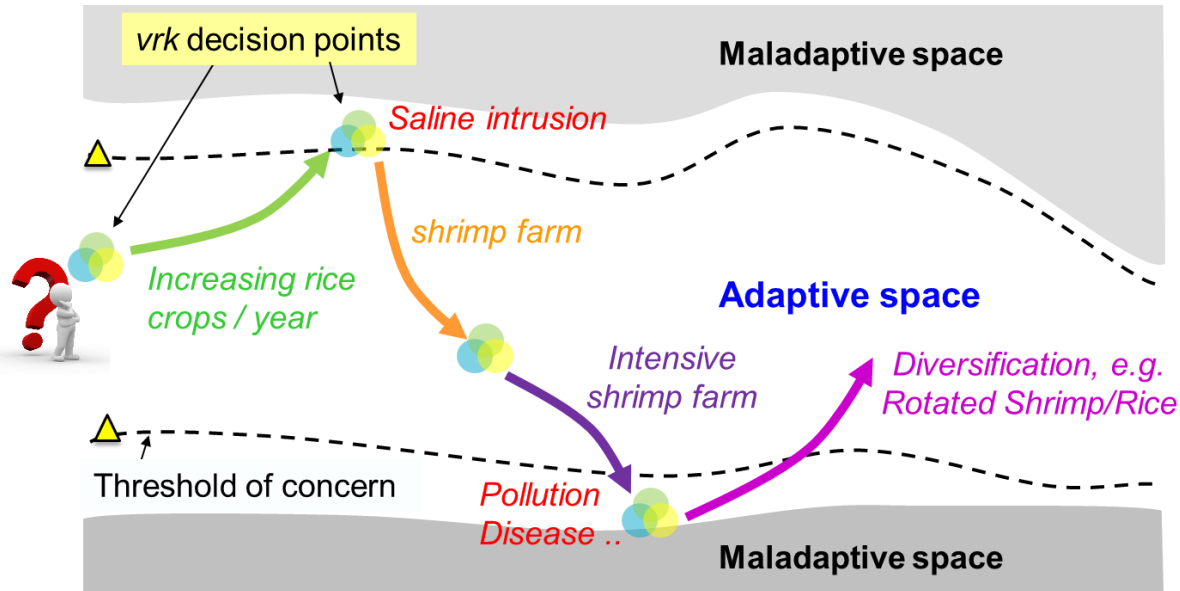 vrk decision points
Maladaptive space
Saline intrusion
shrimp farm
Increasing rice
crops / year
Adaptive space
Intensive
shrimp farm
Diversification, e.g.
Rotated Shrimp/Rice
Threshold of concern
Pollution
Disease ..
Maladaptive space